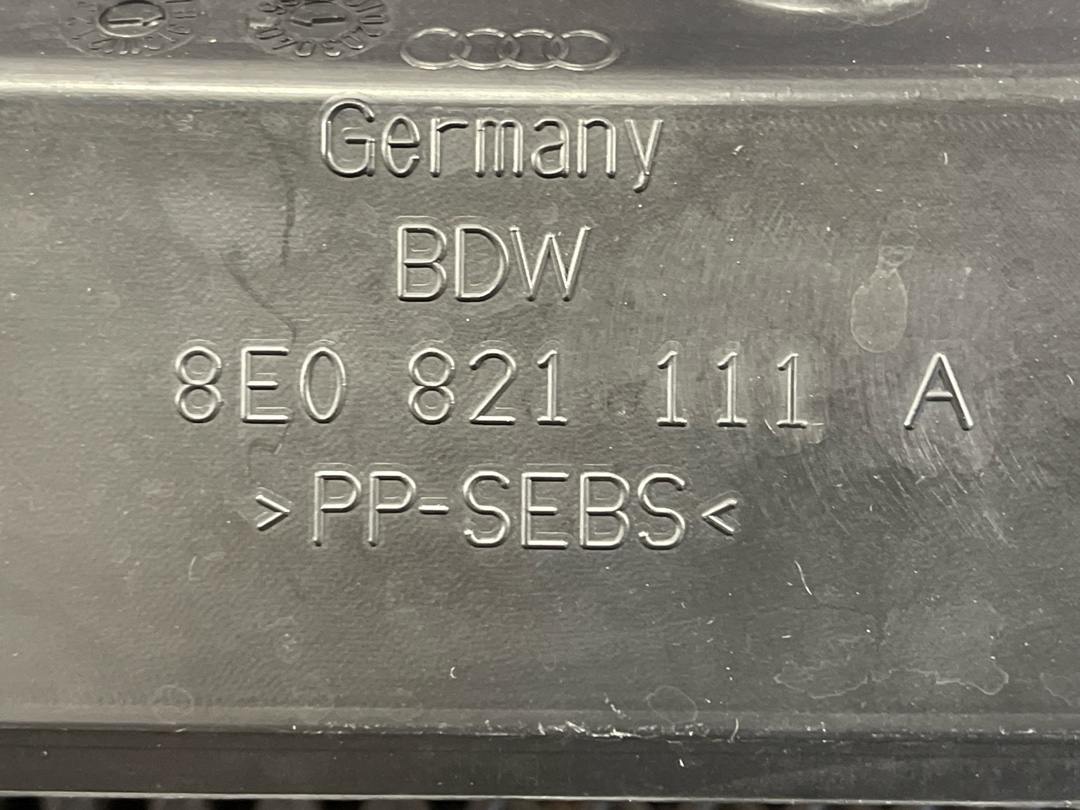 Germany
BDW
8E0 821 111 A
>PP-SEBS<